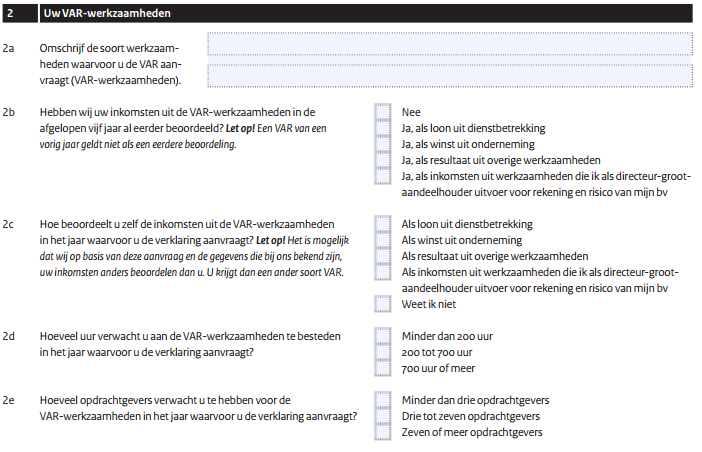 2 Uw VAR-werkzaamheden
2a Omschrijf de soort werkzaam-
heden waarvoor u de VAR aan-
vraagt (VAR-werkzaamheden).
2b Hebben wij uw inkomsten uit de VAR-werkzaamheden in de
afgelopen vijf jaar al eerder beoordeeld? Let op! Een VAR van een
vorig jaar geldt niet als een eerdere beoordeling.
Nee
Ja, als loon uit dienstbetrekking
Ja, als winst uit onderneming
Ja, als resultaat uit overige werkzaamheden
Ja, als inkomsten uit werkzaamheden die ik als directeur-groot-
aandeelhouder uitvoer voor rekening en risico van mijn bv
2c Hoe beoordeelt u zelf de inkomsten uit de VAR-werkzaamheden
in het jaar waarvoor u de verklaring aanvraagt? Let op! Het is mogelijk
dat wij op basis van deze aanvraag en de gegevens die bij ons bekend zijn,
uw inkomsten anders beoordelen dan u. U krijgt dan een ander soort VAR.
Als loon uit dienstbetrekking
Als winst uit onderneming
Als resultaat uit overige werkzaamheden
Als inkomsten uit werkzaamheden die ik als directeur-groot-
aandeelhouder uitvoer voor rekening en risico van mijn bv
Weet ik niet
2d Hoeveel uur verwacht u aan de VAR-werkzaamheden te besteden
in het jaar waarvoor u de verklaring aanvraagt?
Minder dan 200 uur
200 tot 700 uur
700 uur of meer
2e Hoeveel opdrachtgevers verwacht u te hebben voor de
VAR-werkzaamheden in het jaar waarvoor u de verklaring aanvraagt?
Minder dan drie opdrachtgevers
Drie tot zeven opdrachtgevers
Zeven of meer opdrachtgevers